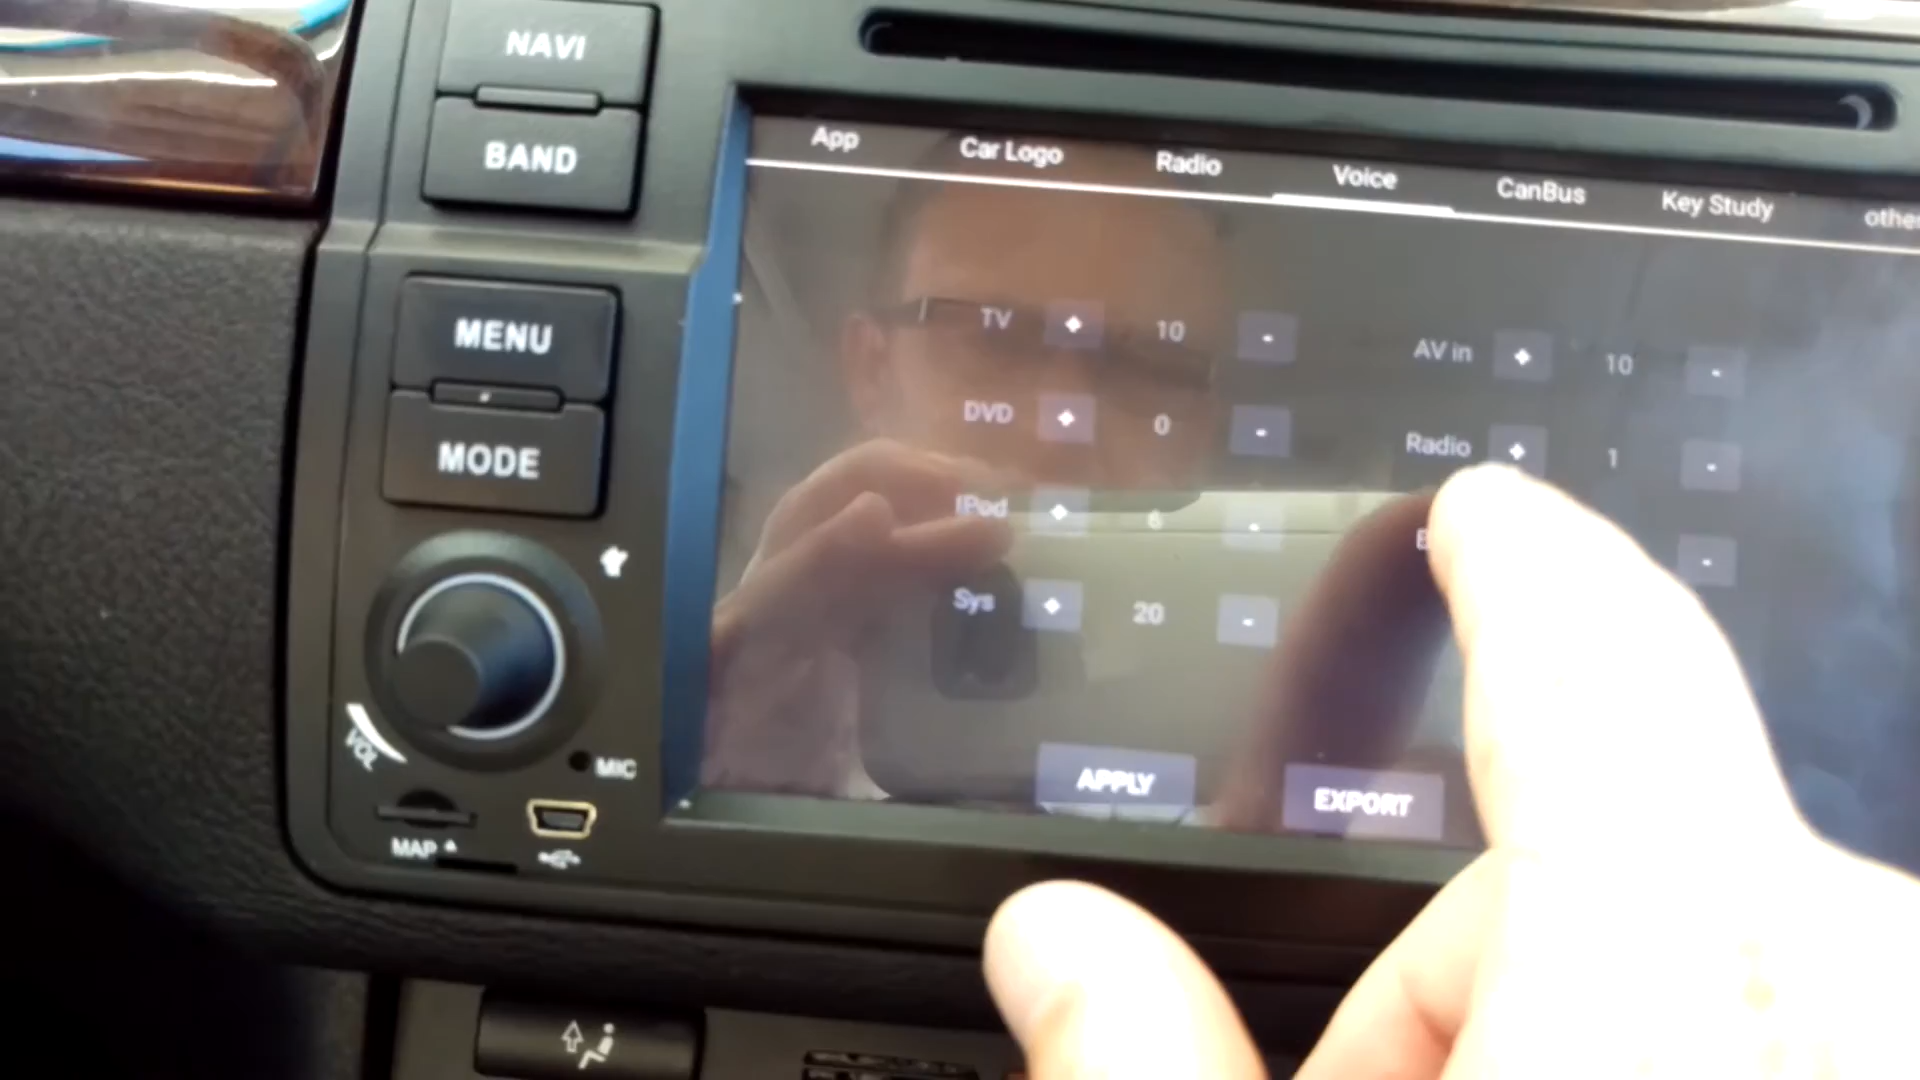 NAVI
BAND
MENU
MODE
VOL
MIC
MAP
App Car Logo Radio Voice CanBus Key Study
TV + 10 - AV in + 10 -
DVD + 0 - Radio + 1 -
IPod + 6 - -
Sys + 20 -
APPLY EXPORT